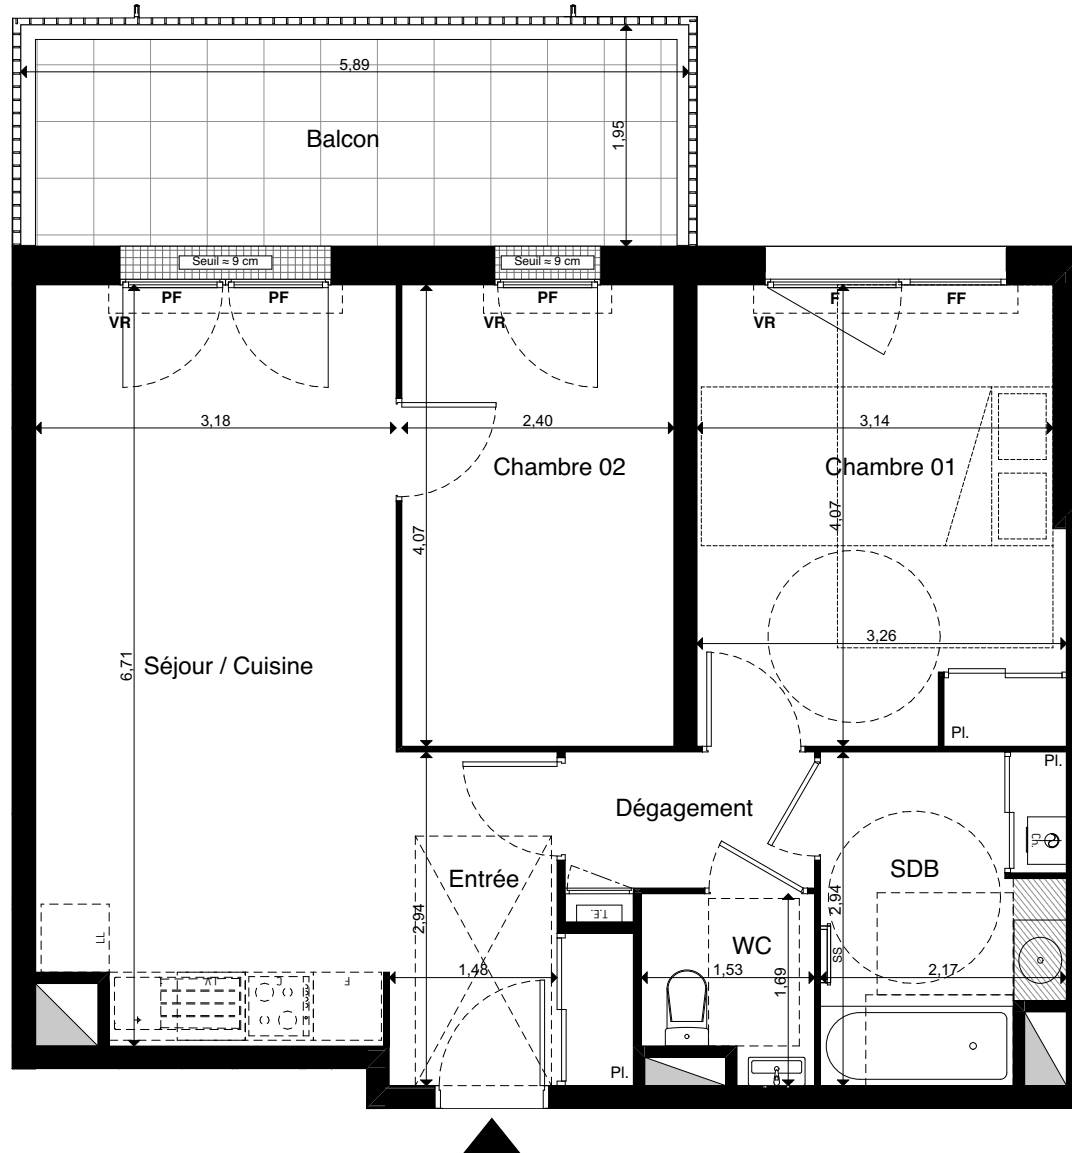 5,89
Balcon
1,95
Seuil ≈ 9 cm
Seuil ≈ 9 cm
PF
PF
PF
F
FF
VR
VR
VR
3,18
2,40
3,14
Chambre 02
Chambre 01
4,07
4,07
3,26
6,71
Séjour / Cuisine
Pl.
Pl.
Dégagement
Ch.
SDB
Entrée
2,94
2,94
T.E.
LL
WC
SS
1,48
1,53
1,69
2,17
LV
F
Pl.